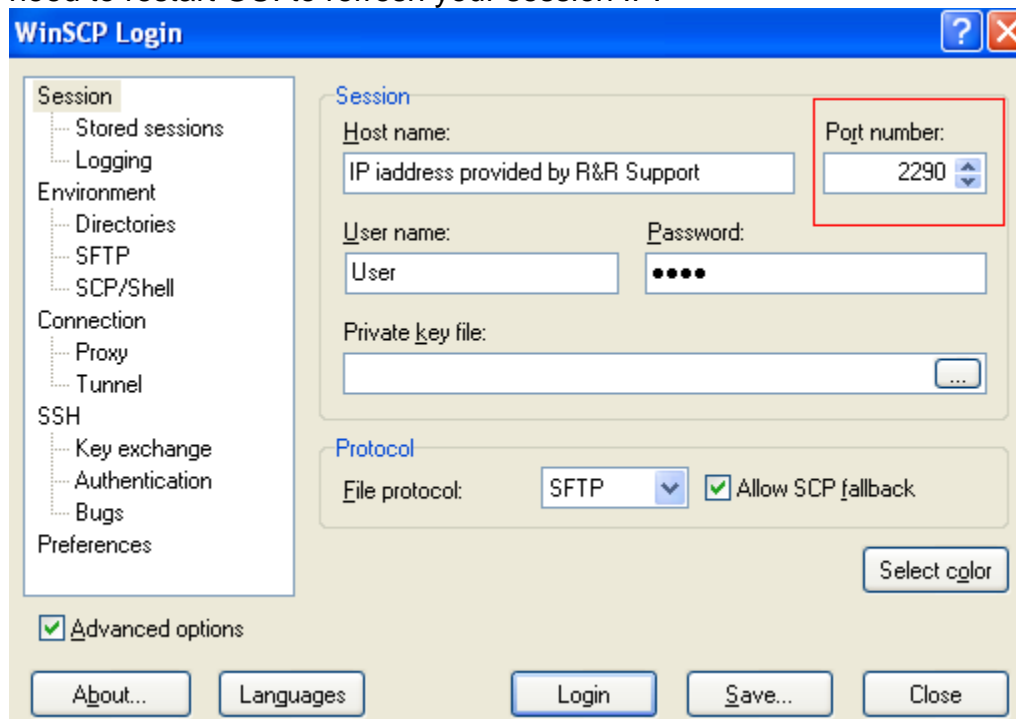 WinSCP Login
Session
Stored sessions
Logging
Environment
Directories
SFTP
SCP/Shell
Connection
Proxy
Tunnel
SSH
Key exchange
Authentication
Bugs
Preferences
Advanced options
Session
Host name:
Port number:
IP iaddress provided by R&R Support
2290
User name:
Password:
User
••••
Private key file:
...
Protocol
File protocol:
SFTP
Allow SCP fallback
Select color
About...
Languages
Login
Save...
Close